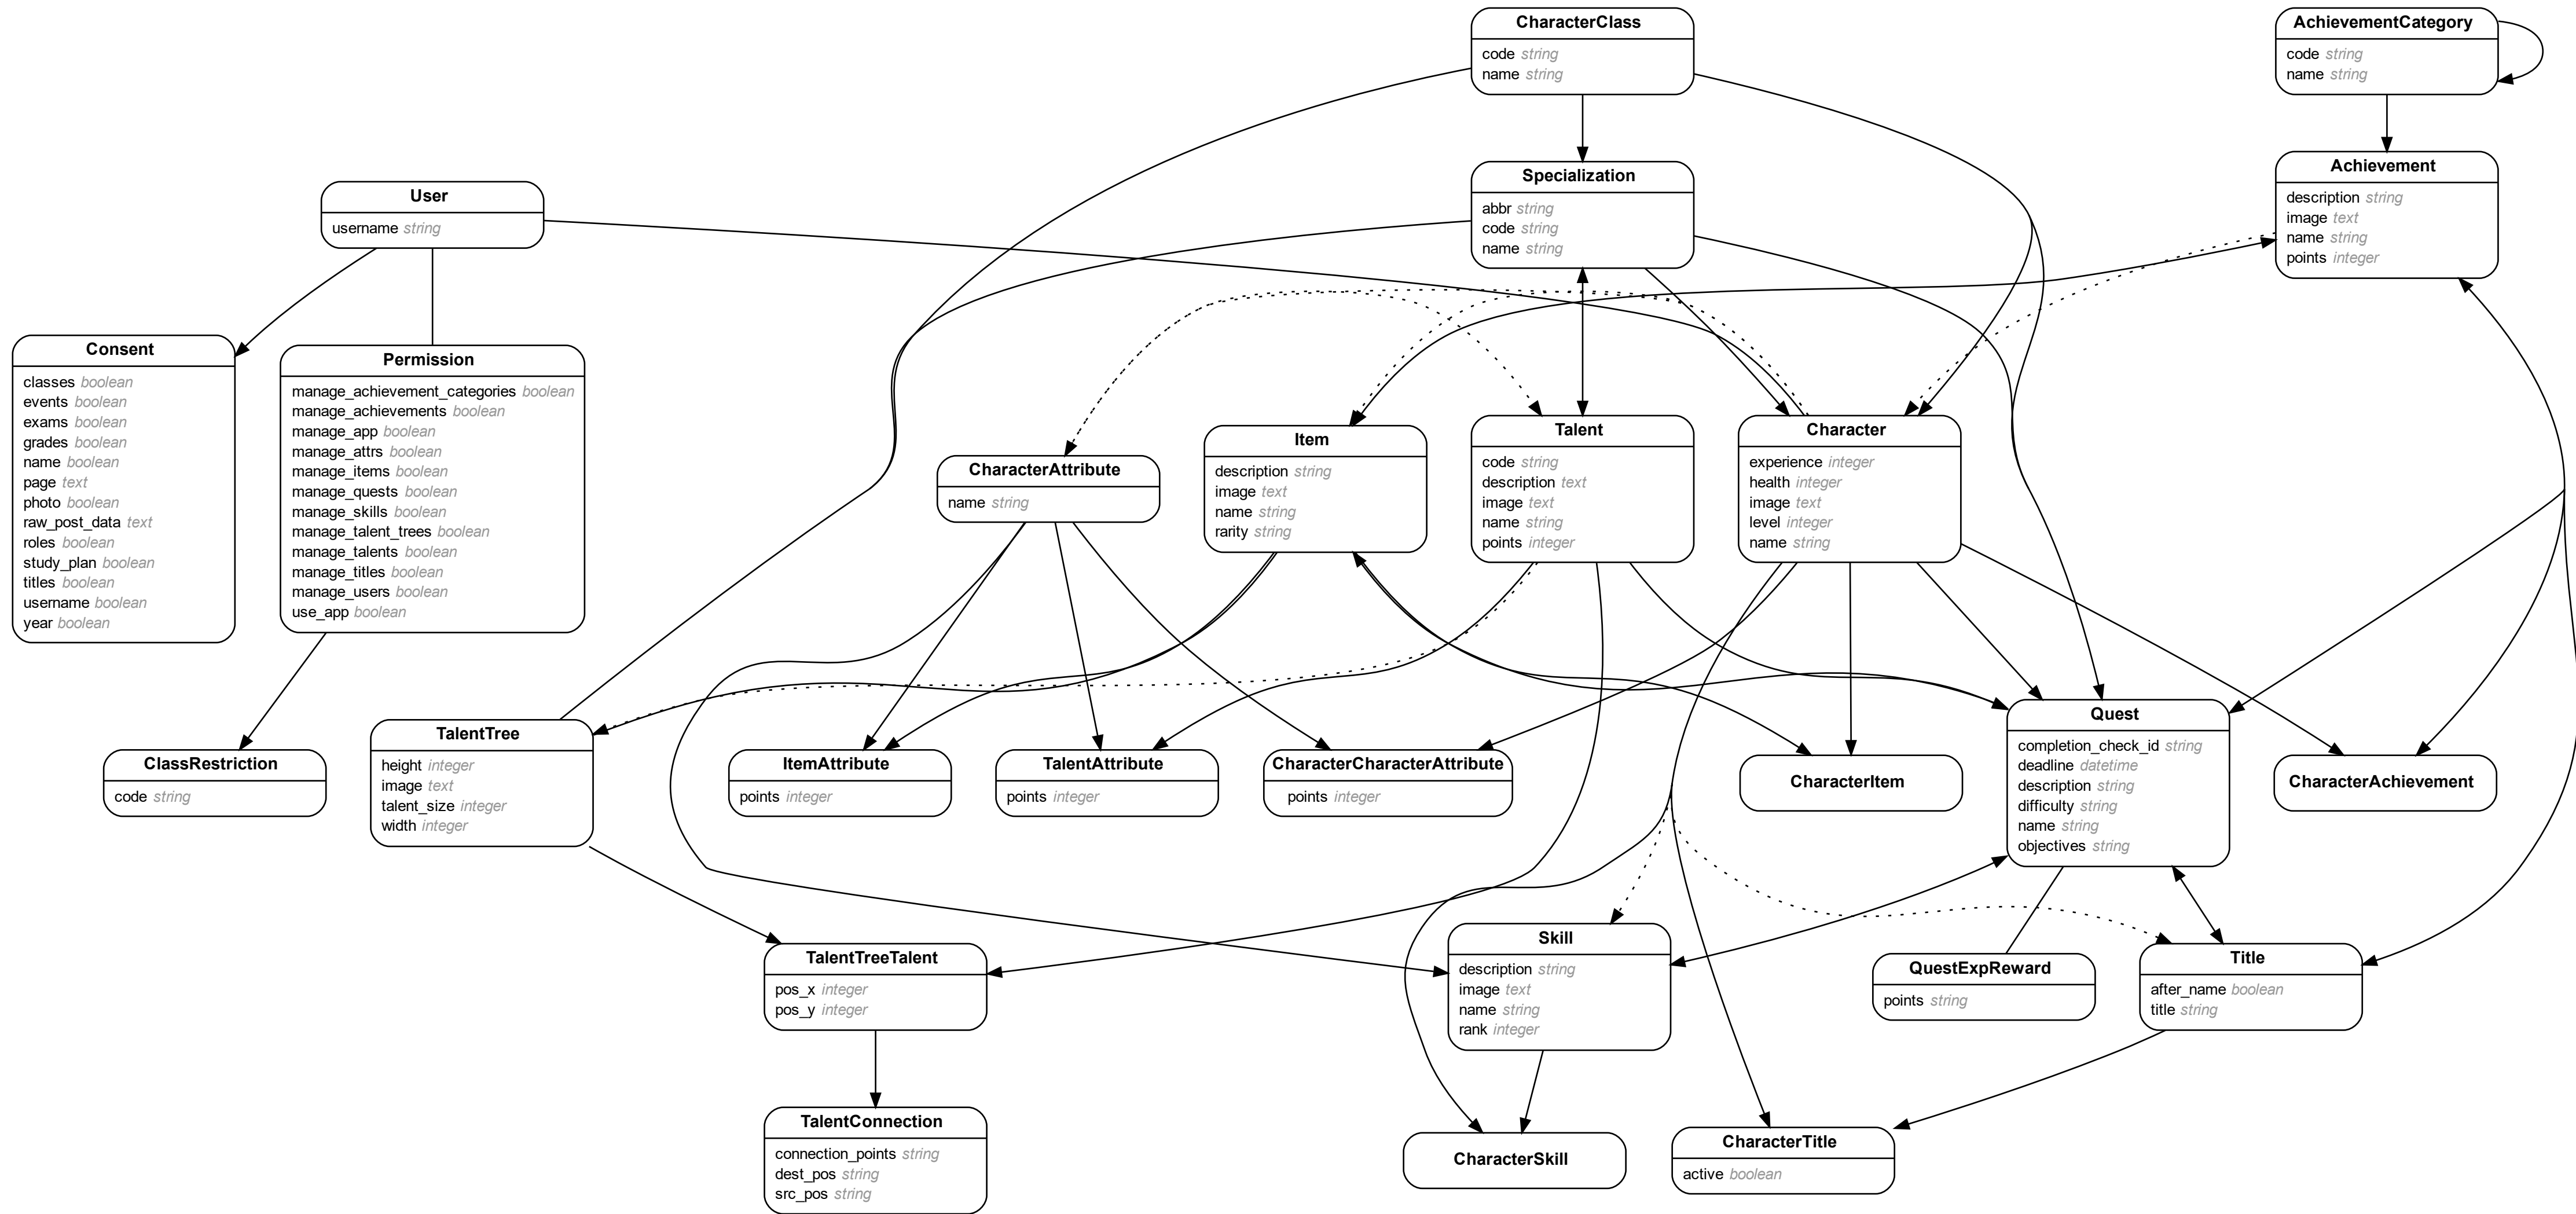 CharacterClass
code string
name string
AchievementCategory
code string
name string
Specialization
abbr string
code string
name string
Achievement
description string
image text
name string
points integer
User
username string
Consent
classes boolean
events boolean
exams boolean
grades boolean
name boolean
page text
photo boolean
raw_post_data text
roles boolean
study_plan boolean
titles boolean
username boolean
year boolean
Permission
manage_achievement_categories boolean
manage_achievements boolean
manage_app boolean
manage_attrs boolean
manage_items boolean
manage_quests boolean
manage_skills boolean
manage_talent_trees boolean
manage_talents boolean
manage_titles boolean
manage_users boolean
use_app boolean
CharacterAttribute
name string
Item
description string
image text
name string
rarity string
Talent
code string
description text
image text
name string
points integer
Character
experience integer
health integer
image text
level integer
name string
ClassRestriction
code string
TalentTree
height integer
image text
talent_size integer
width integer
ItemAttribute
points integer
TalentAttribute
points integer
CharacterCharacterAttribute
points integer
CharacterItem
Quest
completion_check_id string
deadline datetime
description string
difficulty string
name string
objectives string
CharacterAchievement
TalentTreeTalent
pos_x integer
pos_y integer
Skill
description string
image text
name string
rank integer
QuestExpReward
points string
Title
after_name boolean
title string
TalentConnection
connection_points string
dest_pos string
src_pos string
CharacterSkill
CharacterTitle
active boolean